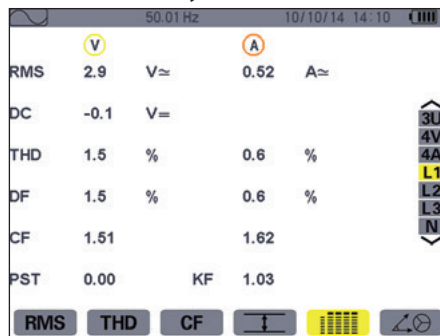 50.01 Hz 10/10/14 14:10
V A
RMS 2.9 V≃ 0.52 A≃
DC -0.1 V=
THD 1.5 % 0.6 %
DF 1.5 % 0.6 %
CF 1.51 1.62
PST 0.00 KF 1.03
3U
4V
4A
L1
L2
L3
N
RMS THD CF